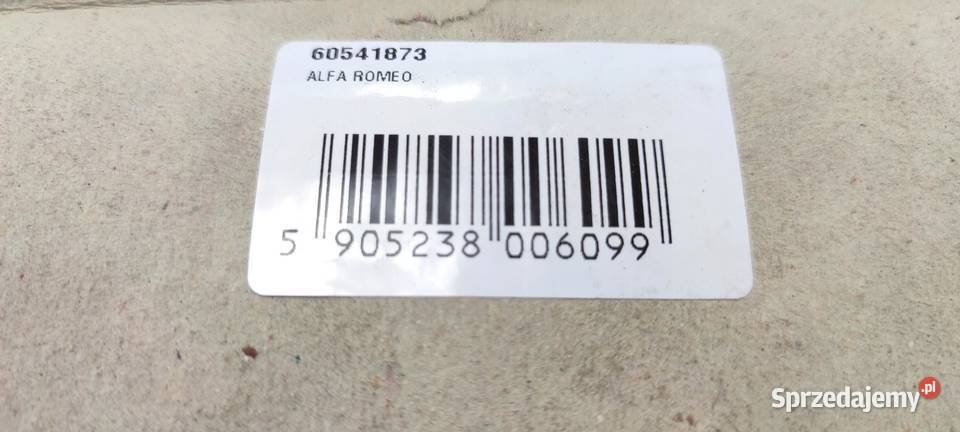 60541873
ALFA ROMEO
5 905238 006099
Sprzedajemy.pl